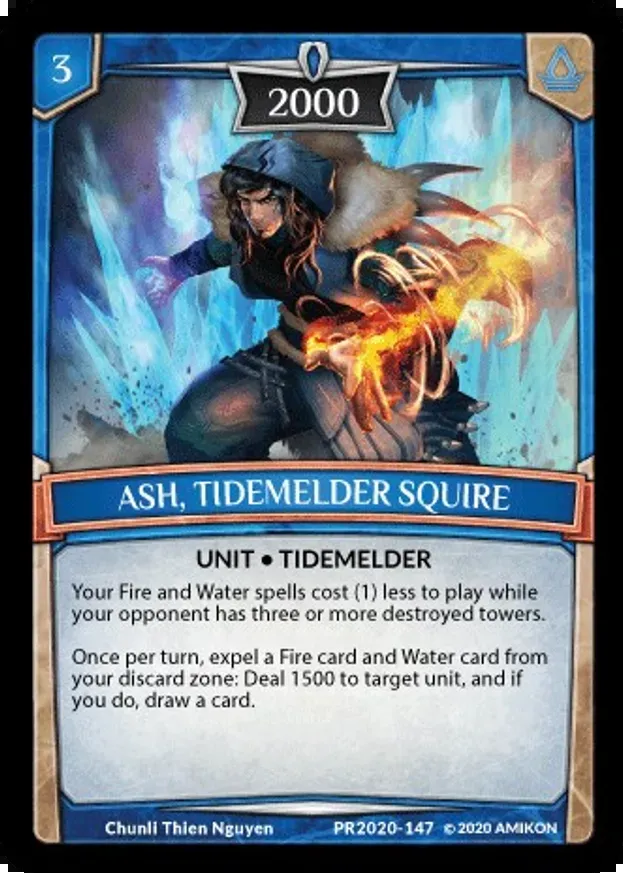 3
2000
ASH, TIDEMELDER SQUIRE
UNIT • TIDEMELDER
Your Fire and Water spells cost (1) less to play while
your opponent has three or more destroyed towers.
Once per turn, expel a Fire card and Water card from
your discard zone: Deal 1500 to target unit, and if
you do, draw a card.
Chunli Thien Nguyen PR2020-147 © 2020 AMIKON